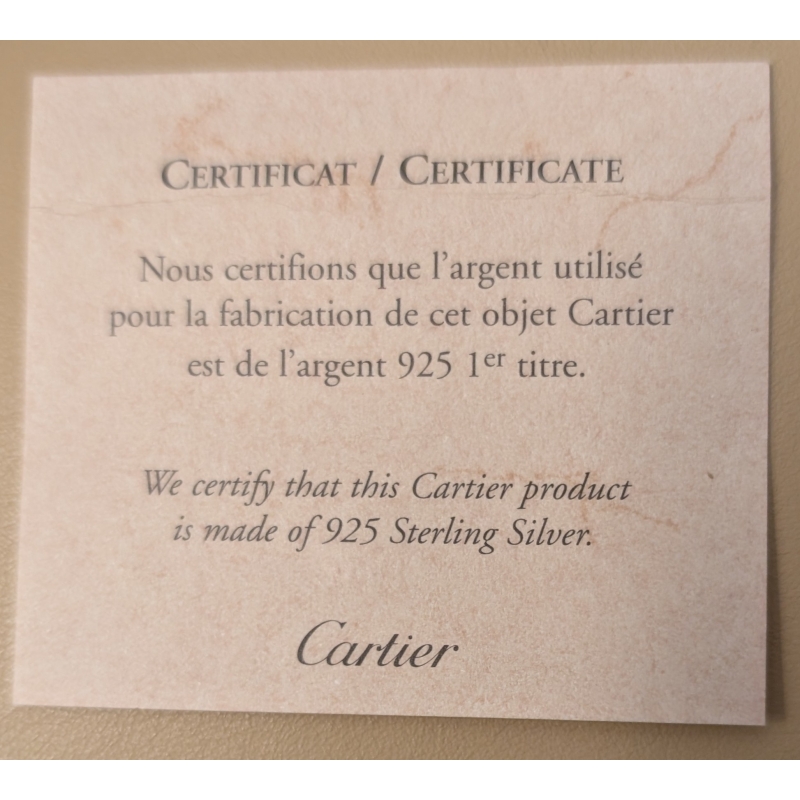 CERTIFICAT / CERTIFICATE
Nous certifions que l'argent utilisé
pour la fabrication de cet objet Cartier
est de l'argent 925 1er titre.
We certify that this Cartier product
is made of 925 Sterling Silver.
Cartier